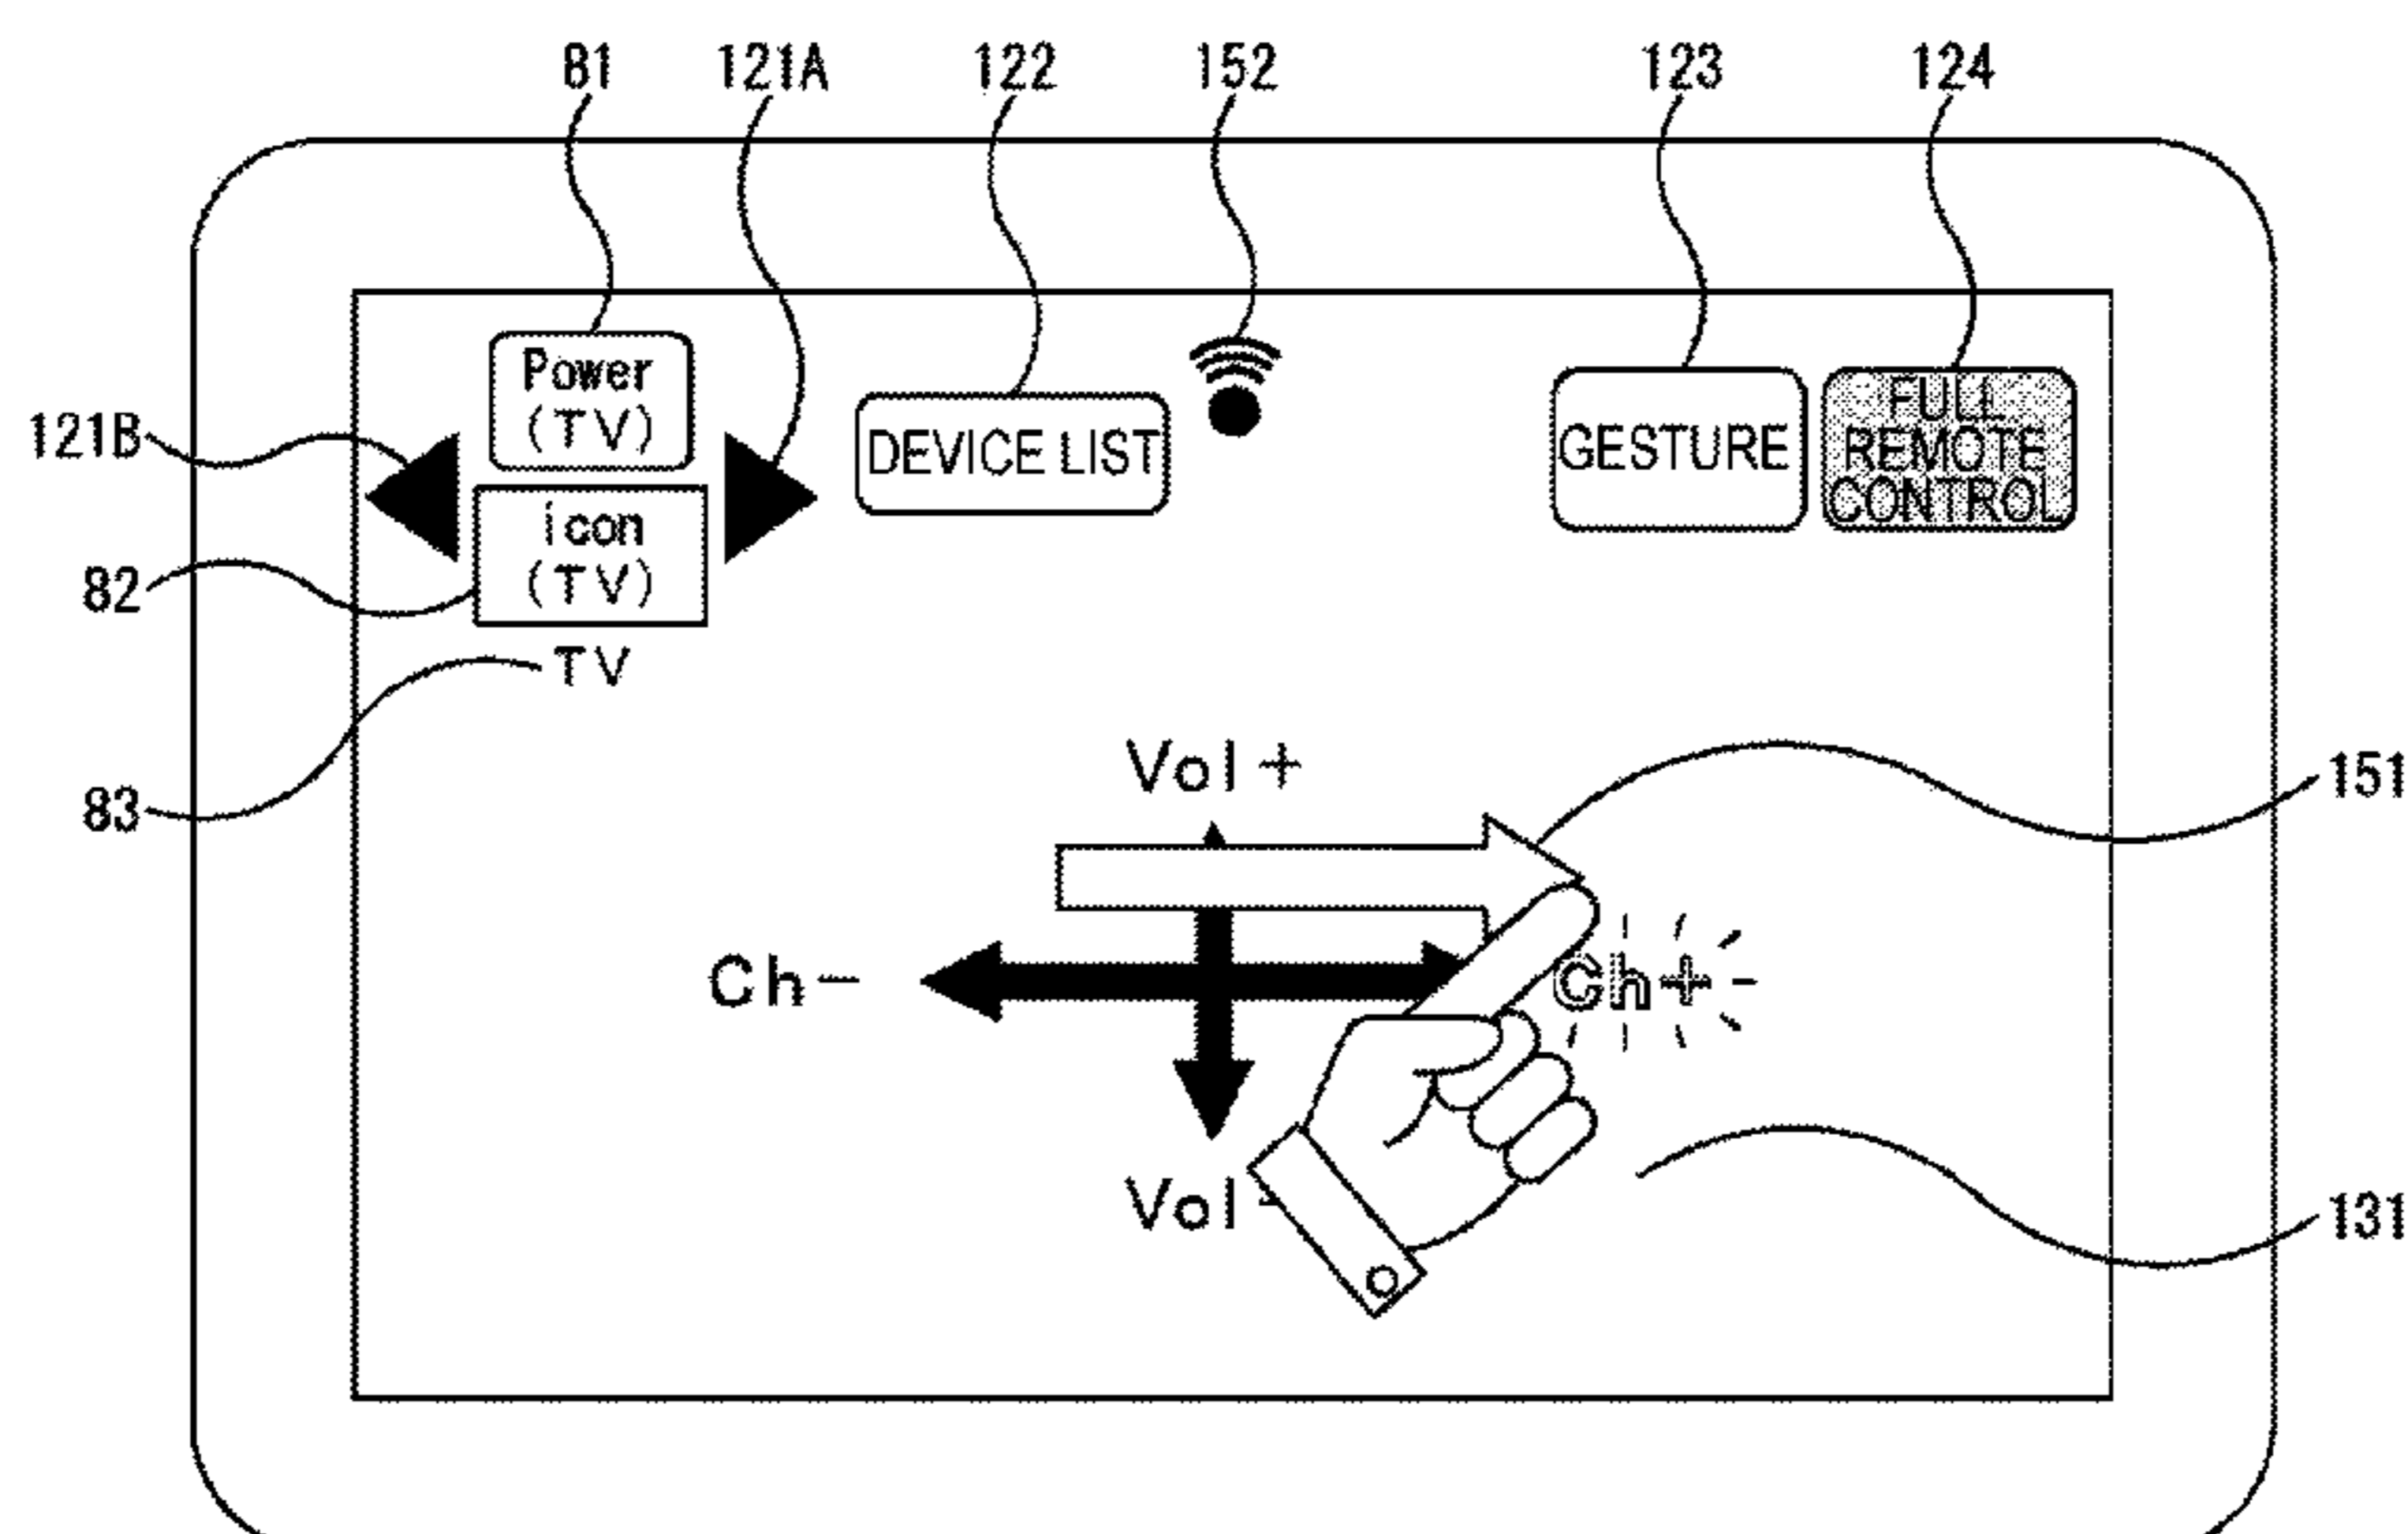 81 121A 122 152 123 124
Power
(TV)
121B
DEVICE LIST
GESTURE
FULL
REMOTE
CONTROL
icon
(TV)
82
TV
83
Vol+
151
Ch-
Ch+
Vol-
131